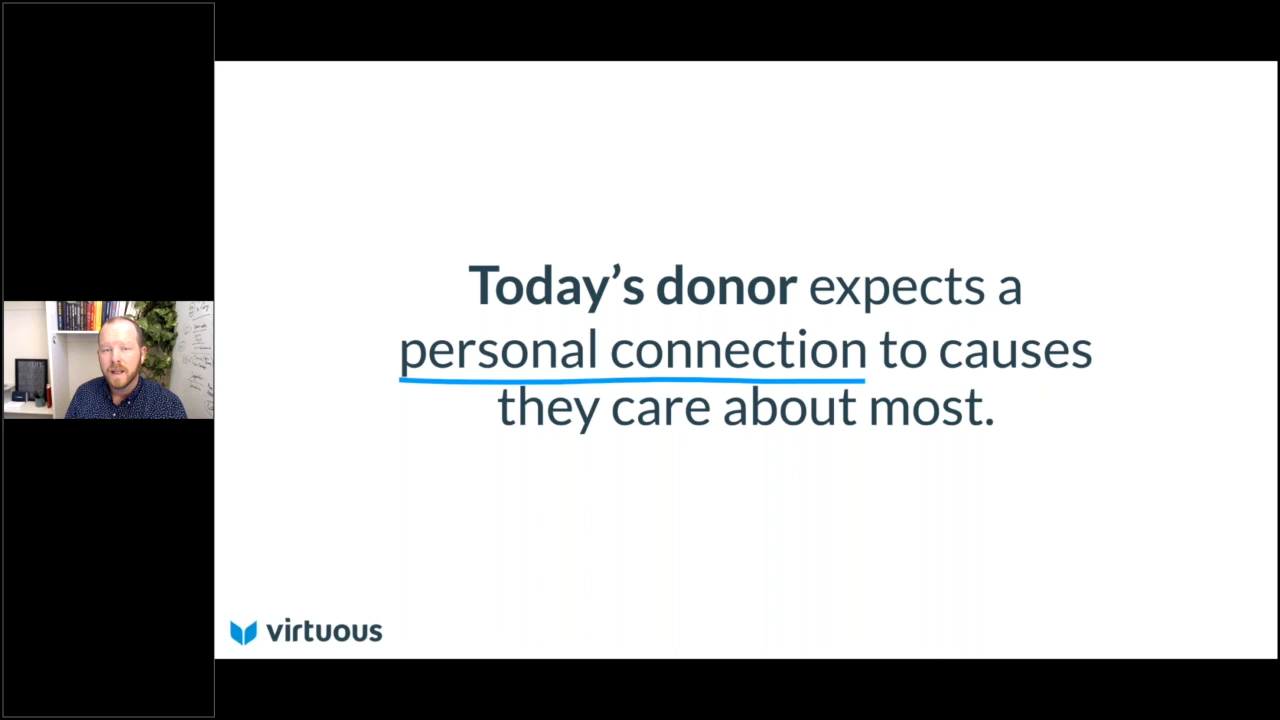 Today’s donor expects a
personal connection to causes
they care about most.
virtuous